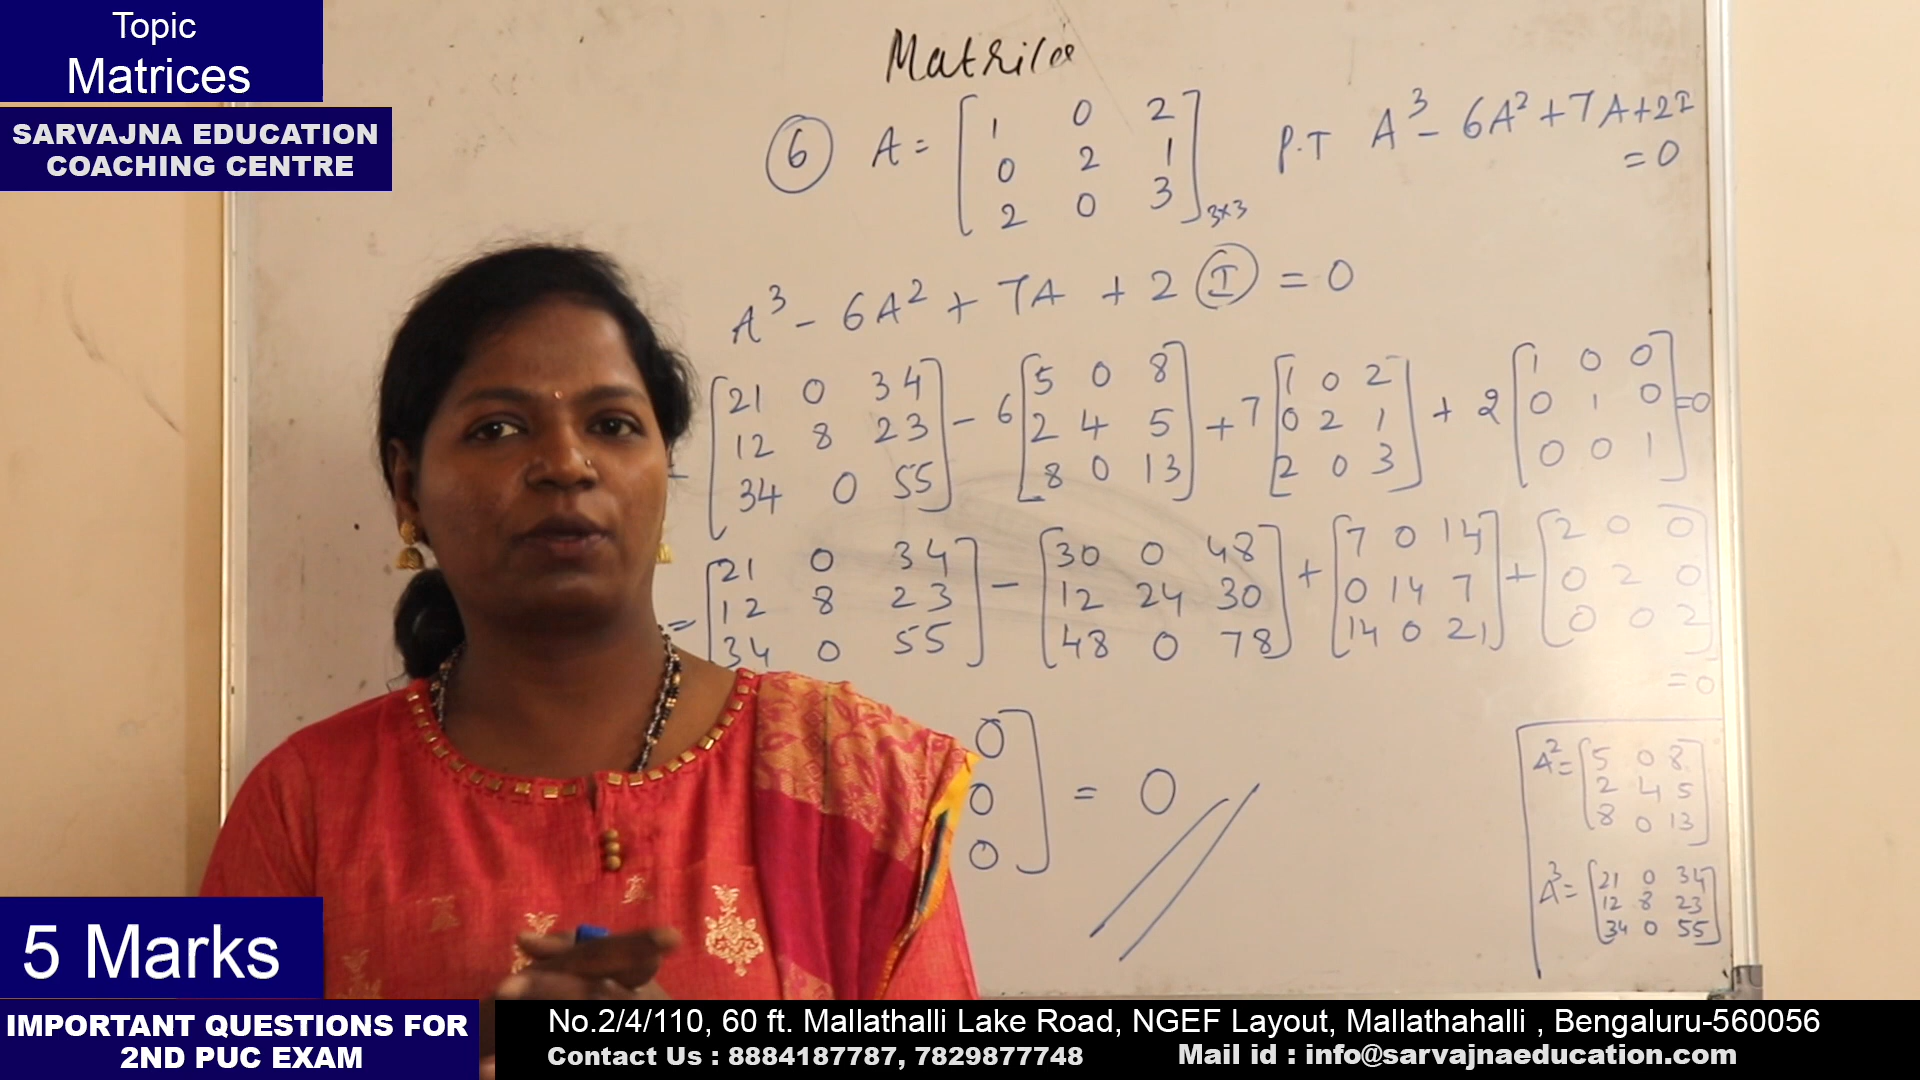 Topic
Matrices
SARVAJNA EDUCATION
COACHING CENTRE
Matrices
6 A = [ 1 0 2 P.T A³ - 6A² + 7A + 2I
0 2 1 = 0
2 0 3 ] 3×3
A³ - 6A² + 7A + 2 I = 0
[ 21 0 34 ] - 6 [ 5 0 8 ] + 7 [ 1 0 2 ] + 2 [ 1 0 0 ]
12 8 23 2 4 5 0 2 1 0 1 0 =0
34 0 55 8 0 13 2 0 3 0 0 1
= [ 21 0 34 ] - [ 30 0 48 ] + [ 7 0 14 ] + [ 2 0 0 ]
12 8 23 12 24 30 0 14 7 0 2 0
34 0 55 48 0 78 14 0 21 0 0 2
= 0
0
0 ] = 0
0
A² = [ 5 0 8
2 4 5
8 0 13 ]
A³ = [ 21 0 34
12 8 23
34 0 55 ]
5 Marks
IMPORTANT QUESTIONS FOR
2ND PUC EXAM
No.2/4/110, 60 ft. Mallathalli Lake Road, NGEF Layout, Mallathahalli , Bengaluru-560056
Contact Us : 8884187787, 7829877748 Mail id : info@sarvajnaeducation.com